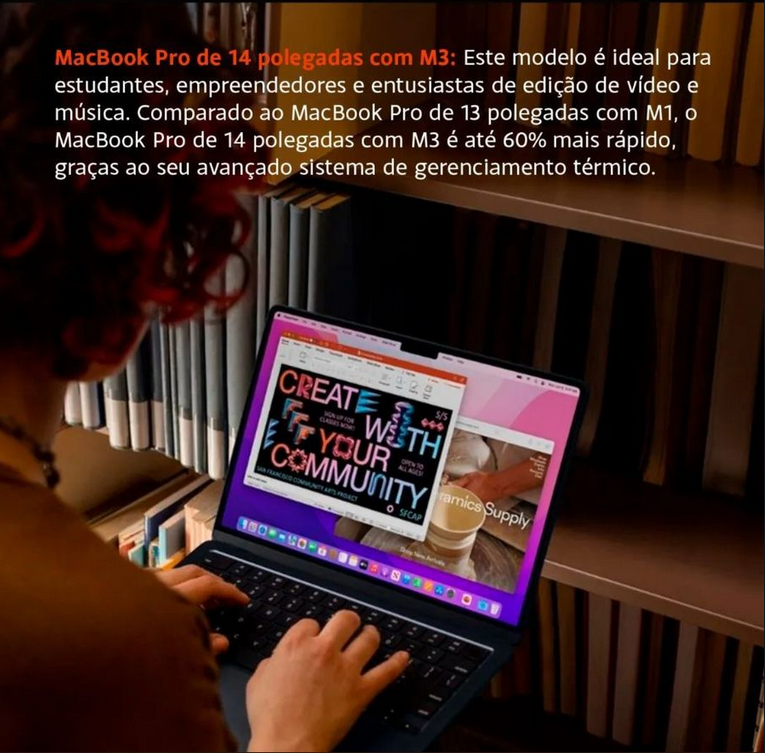 MacBook Pro de 14 polegadas com M3: Este modelo é ideal para
estudantes, empreendedores e entusiastas de edição de vídeo e
música. Comparado ao MacBook Pro de 13 polegadas com M1, o
MacBook Pro de 14 polegadas com M3 é até 60% mais rápido,
graças ao seu avançado sistema de gerenciamento térmico.
CREATE
5/5
SIGN UP FOR
CLASSES NOW!
WITH
YOUR
OPEN TO
ALL AGES!
COMMUNITY
SAN FRANCISCO COMMUNITY ARTS PROJECT
SFCAP
ramics Supply
Shop New Arrivals